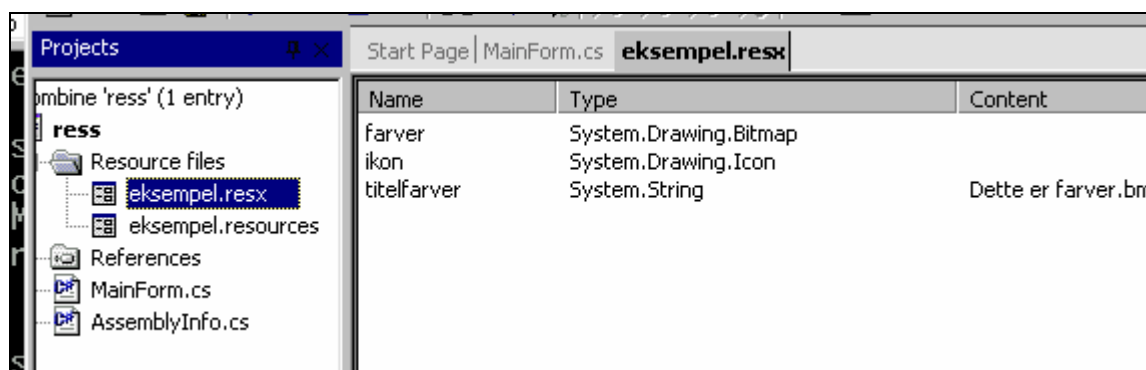 Projects
Start Page MainForm.cs eksempel.resx
ombine 'ress' (1 entry)
ress
Resource files
eksempel.resx
eksempel.resources
References
MainForm.cs
AssemblyInfo.cs
Name Type Content
farver System.Drawing.Bitmap
ikon System.Drawing.Icon
titelfarver System.String Dette er farver.bm